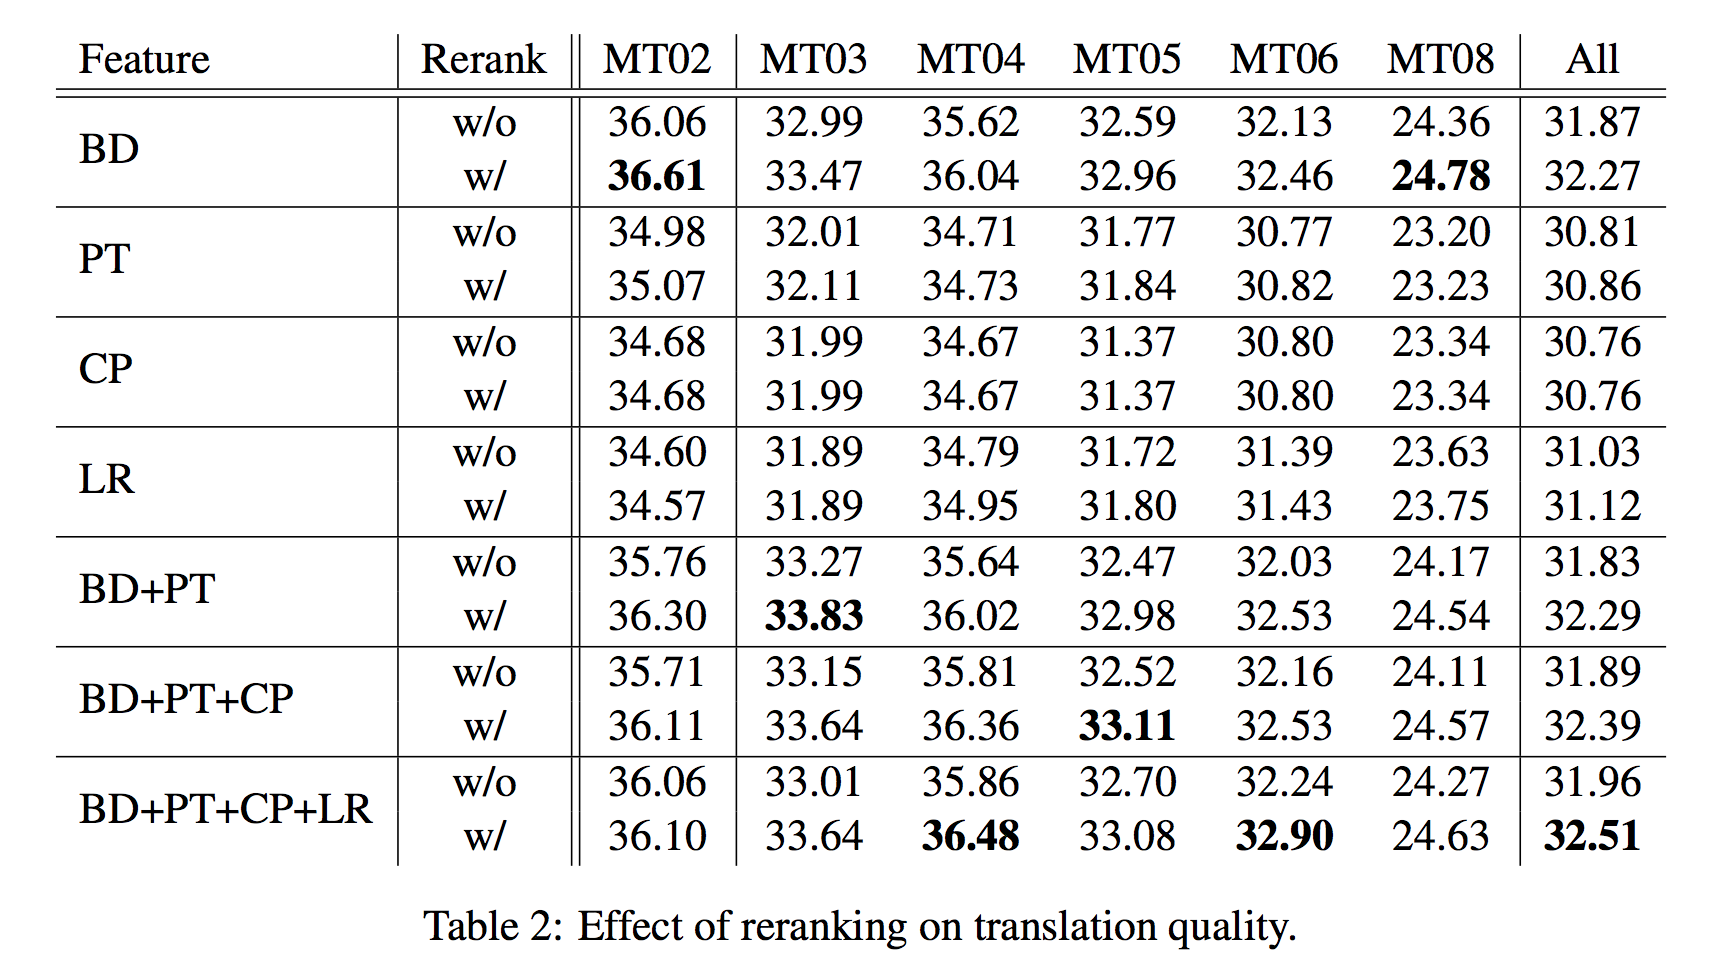 Feature Rerank MT02 MT03 MT04 MT05 MT06 MT08 All
BD w/o 36.06 32.99 35.62 32.59 32.13 24.36 31.87
w/ 36.61 33.47 36.04 32.96 32.46 24.78 32.27
PT w/o 34.98 32.01 34.71 31.77 30.77 23.20 30.81
w/ 35.07 32.11 34.73 31.84 30.82 23.23 30.86
CP w/o 34.68 31.99 34.67 31.37 30.80 23.34 30.76
w/ 34.68 31.99 34.67 31.37 30.80 23.34 30.76
LR w/o 34.60 31.89 34.79 31.72 31.39 23.63 31.03
w/ 34.57 31.89 34.95 31.80 31.43 23.75 31.12
BD+PT w/o 35.76 33.27 35.64 32.47 32.03 24.17 31.83
w/ 36.30 33.83 36.02 32.98 32.53 24.54 32.29
BD+PT+CP w/o 35.71 33.15 35.81 32.52 32.16 24.11 31.89
w/ 36.11 33.64 36.36 33.11 32.53 24.57 32.39
BD+PT+CP+LR w/o 36.06 33.01 35.86 32.70 32.24 24.27 31.96
w/ 36.10 33.64 36.48 33.08 32.90 24.63 32.51
Table 2: Effect of reranking on translation quality.